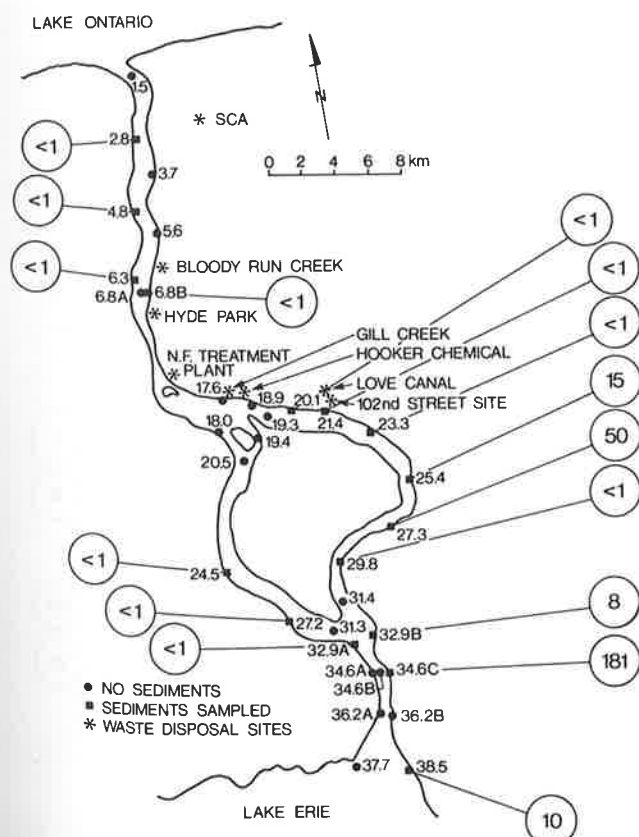 LAKE ONTARIO
1.5
* SCA
N
0 2 4 6 8 km
<1
2.8
3.7
<1
4.8
5.6
<1
* BLOODY RUN CREEK
<1
6.3
6.8A
6.8B
<1
* HYDE PARK
<1
<1
GILL CREEK
HOOKER CHEMICAL
N.F. TREATMENT
* PLANT
LOVE CANAL
102nd STREET SITE
17.6
18.9
20.1
21.4
19.3
23.3
15
18.0
19.4
50
20.5
25.4
27.3
<1
29.8
<1
24.5
31.4
<1
27.2
31.3
32.9B
8
<1
32.9A
34.6A
34.6B
34.6C
181
● NO SEDIMENTS
■ SEDIMENTS SAMPLED
* WASTE DISPOSAL SITES
36.2A
36.2B
37.7
38.5
LAKE ERIE
10